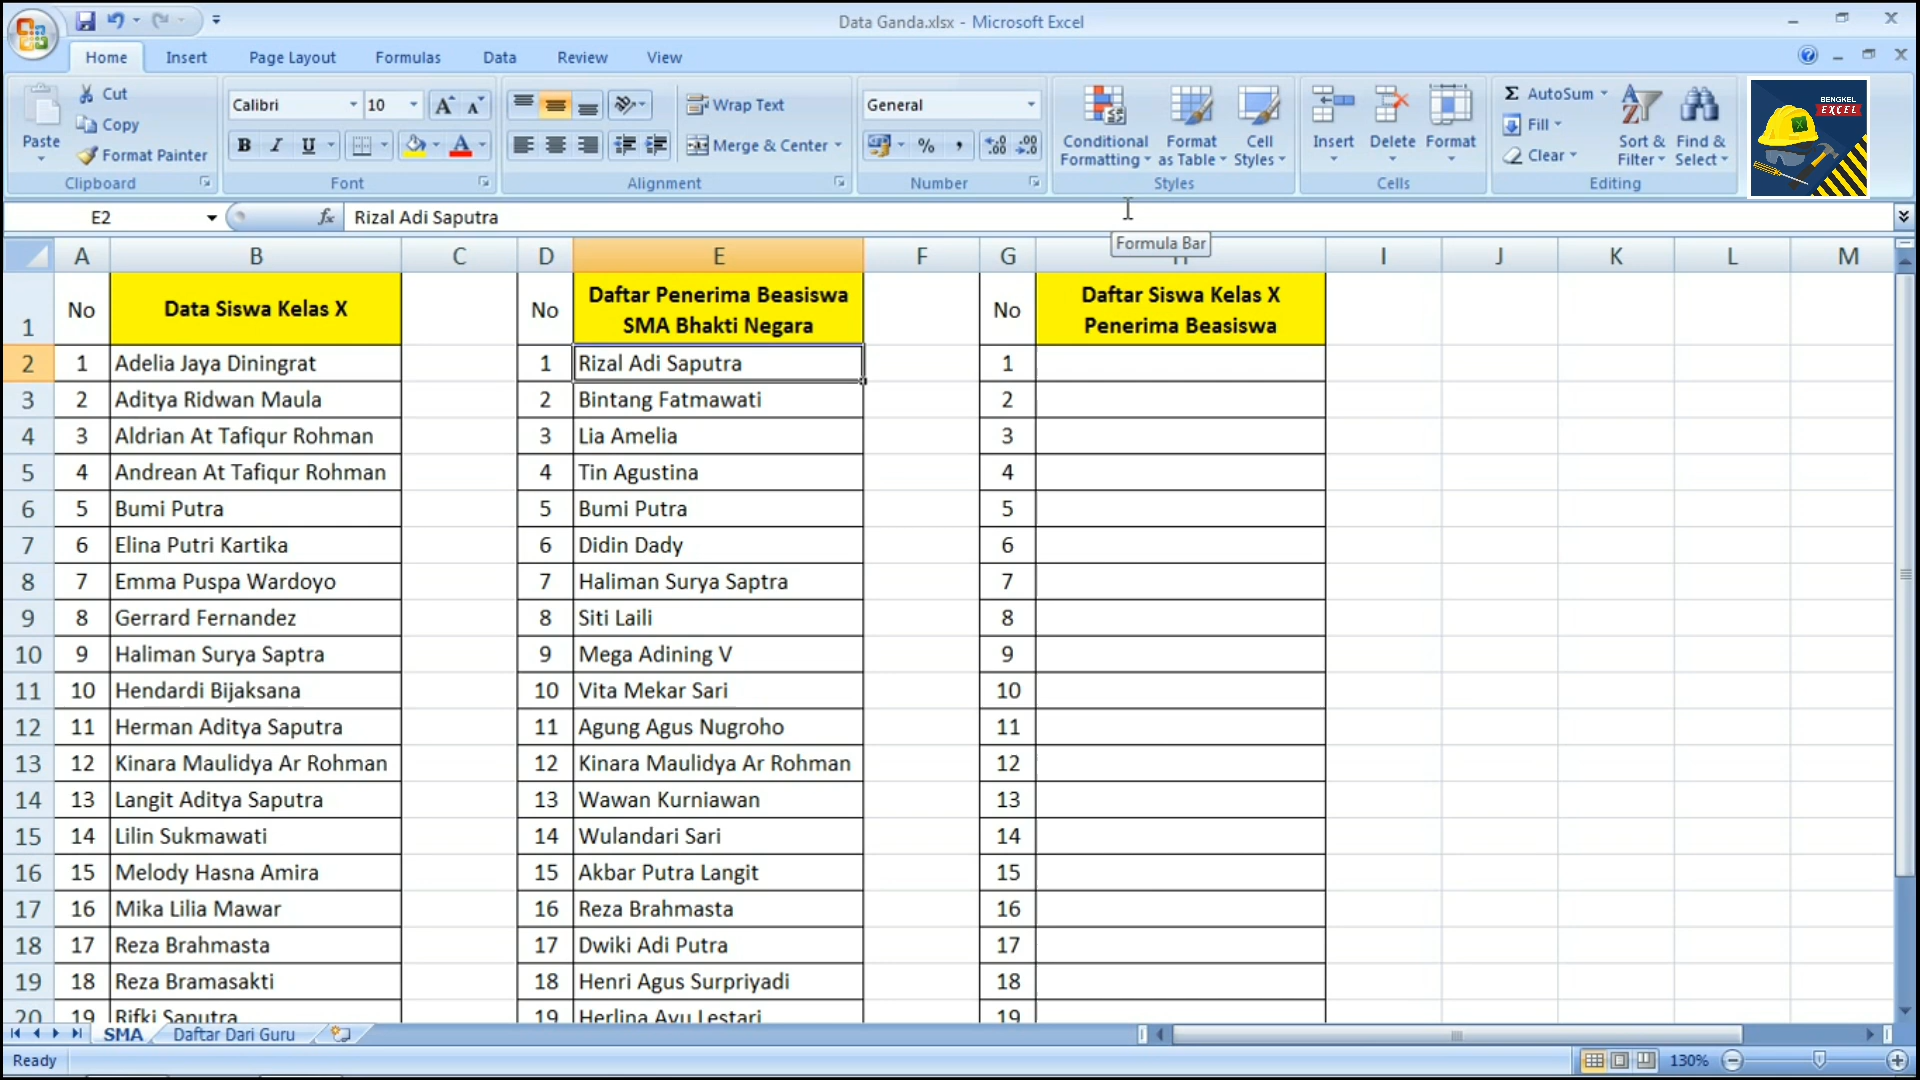 Data Ganda.xlsx - Microsoft Excel
Home Insert Page Layout Formulas Data Review View
Paste Cut Copy Format Painter Clipboard
Calibri 10 A A B I U A Font
Wrap Text Merge & Center Alignment
General % , Number
Conditional Formatting Format as Table Cell Styles Styles
Insert Delete Format Cells
Σ AutoSum Fill Clear Sort & Filter Find & Select Editing
BENGKEL
EXCEL
E2 fx Rizal Adi Saputra
Formula Bar
A B C D E F G H I J K L M
1 No Data Siswa Kelas X No Daftar Penerima Beasiswa SMA Bhakti Negara No Daftar Siswa Kelas X Penerima Beasiswa
2 1 Adelia Jaya Diningrat 1 Rizal Adi Saputra 1
3 2 Aditya Ridwan Maula 2 Bintang Fatmawati 2
4 3 Aldrian At Tafiqur Rohman 3 Lia Amelia 3
5 4 Andrean At Tafiqur Rohman 4 Tin Agustina 4
6 5 Bumi Putra 5 Bumi Putra 5
7 6 Elina Putri Kartika 6 Didin Dady 6
8 7 Emma Puspa Wardoyo 7 Haliman Surya Saptra 7
9 8 Gerrard Fernandez 8 Siti Laili 8
10 9 Haliman Surya Saptra 9 Mega Adining V 9
11 10 Hendardi Bijaksana 10 Vita Mekar Sari 10
12 11 Herman Aditya Saputra 11 Agung Agus Nugroho 11
13 12 Kinara Maulidya Ar Rohman 12 Kinara Maulidya Ar Rohman 12
14 13 Langit Aditya Saputra 13 Wawan Kurniawan 13
15 14 Lilin Sukmawati 14 Wulandari Sari 14
16 15 Melody Hasna Amira 15 Akbar Putra Langit 15
17 16 Mika Lilia Mawar 16 Reza Brahmasta 16
18 17 Reza Brahmasta 17 Dwiki Adi Putra 17
19 18 Reza Bramasakti 18 Henri Agus Surpriyadi 18
20 19 Rifki Saputra 19 Herlina Ayu Lestari 19
SMA Daftar Dari Guru
Ready 130%